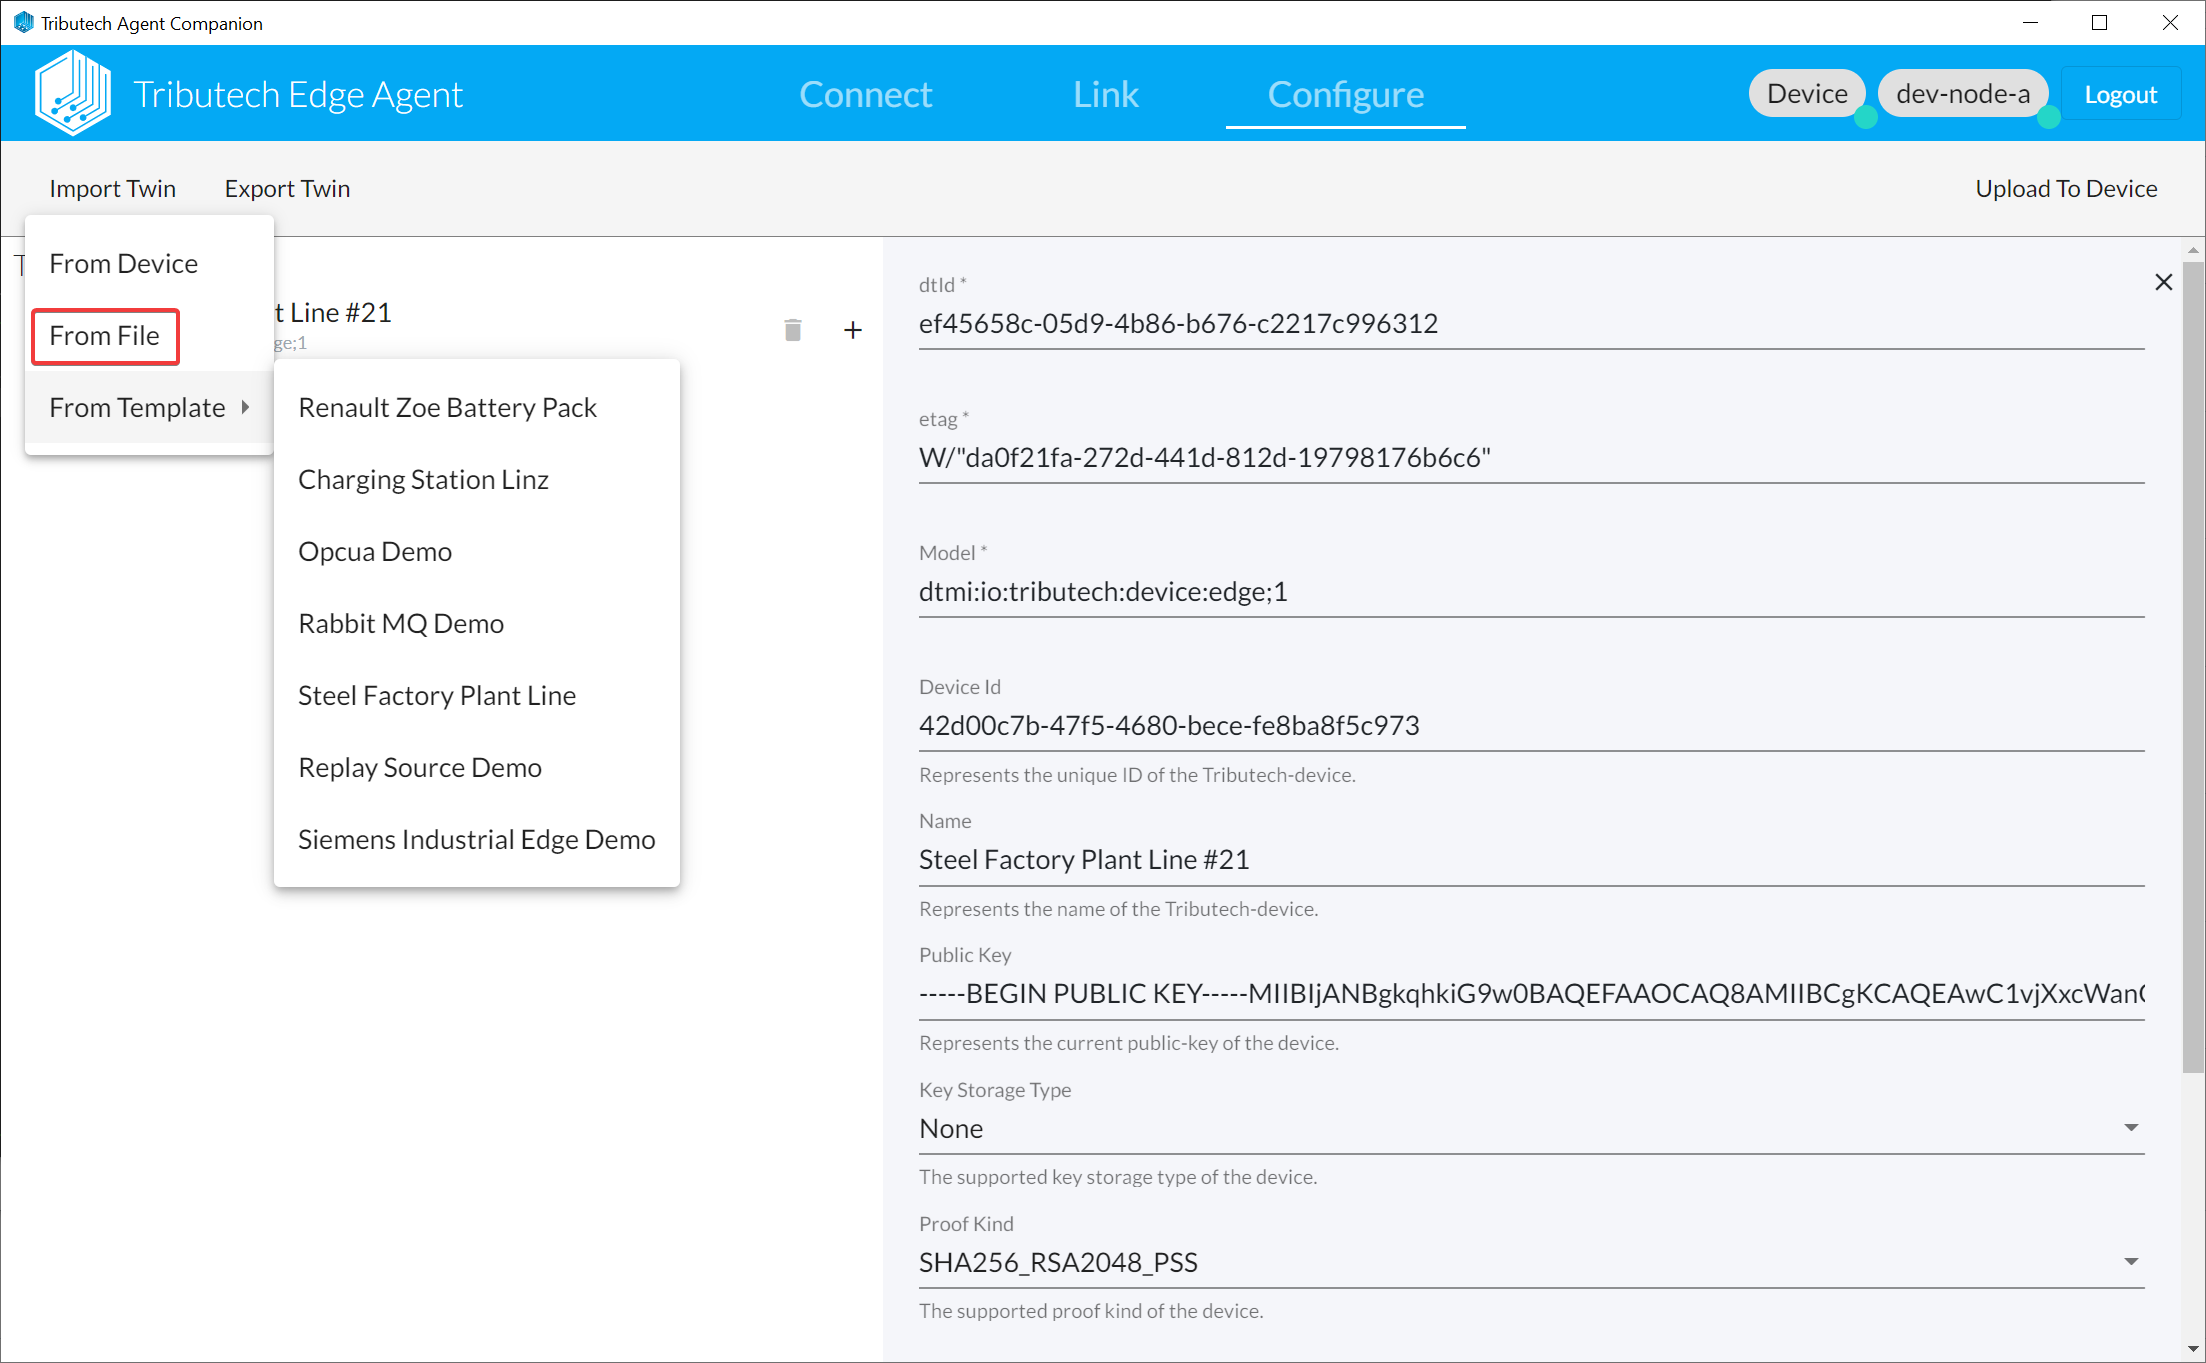 Tributech Agent Companion
Tributech Edge Agent
Connect
Link
Configure
Device
dev-node-a
Logout
Import Twin
Export Twin
Upload To Device
From Device
From File
From Template
t Line #21
ge;1
Renault Zoe Battery Pack
Charging Station Linz
Opcua Demo
Rabbit MQ Demo
Steel Factory Plant Line
Replay Source Demo
Siemens Industrial Edge Demo
dtId *
ef45658c-05d9-4b86-b676-c2217c996312
etag *
W/"da0f21fa-272d-441d-812d-19798176b6c6"
Model *
dtmi:io:tributech:device:edge;1
Device Id
42d00c7b-47f5-4680-bece-fe8ba8f5c973
Represents the unique ID of the Tributech-device.
Name
Steel Factory Plant Line #21
Represents the name of the Tributech-device.
Public Key
-----BEGIN PUBLIC KEY-----MIIBIjANBgkqhkiG9w0BAQEFAAOCAQ8AMIIBCgKCAQEAwC1vjXxcWan
Represents the current public-key of the device.
Key Storage Type
None
The supported key storage type of the device.
Proof Kind
SHA256_RSA2048_PSS
The supported proof kind of the device.